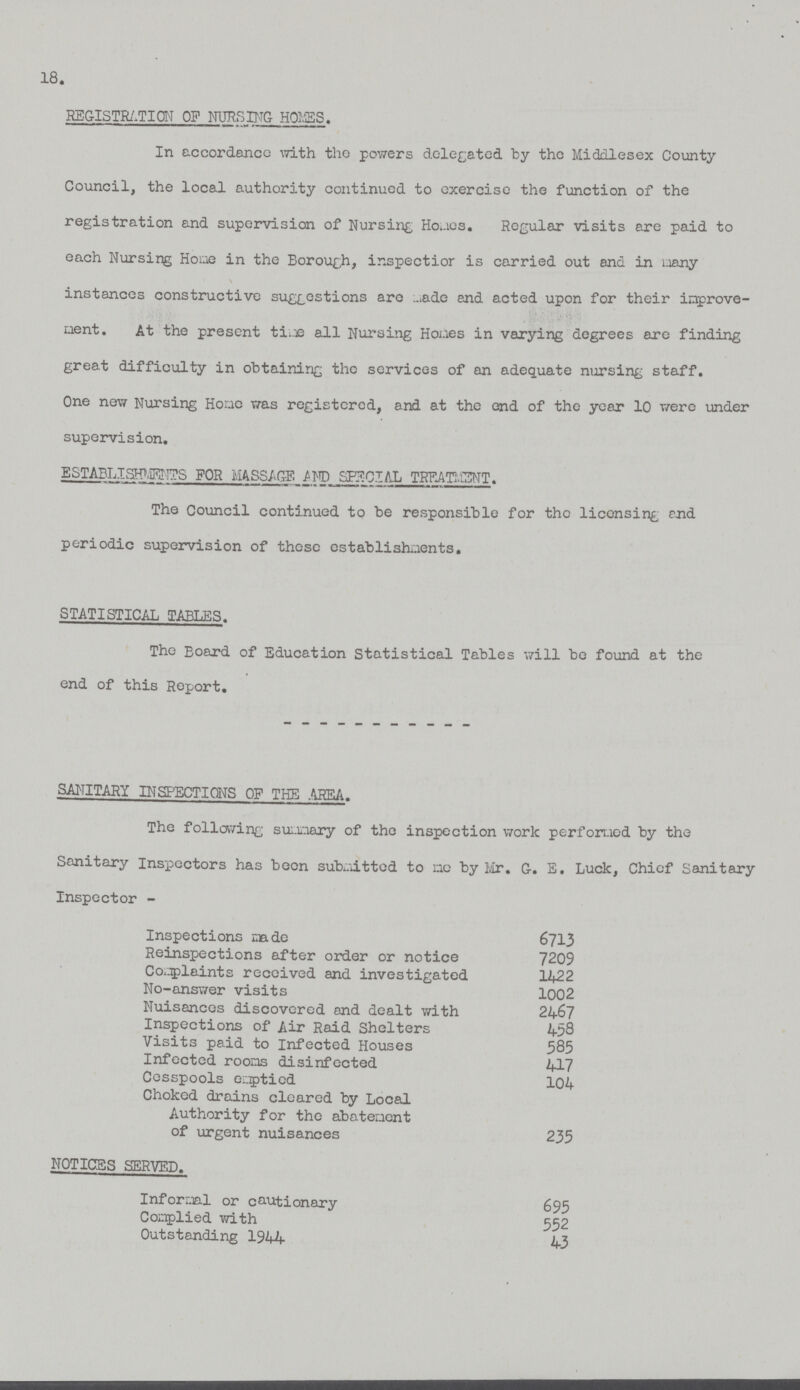 18.
REGISTRATION OF NURSING HOMES.
In accordance with the powers delegated by the Middlesex County
Council, the local authority continued to exercise the function of the
registration and supervision of Nursing Homes. Regular visits are paid to
each Nursing Home in the Borough, inspectior is carried out and in many
instances constructive suggestions are made and acted upon for their improve-
ment. At the present time all Nursing Homes in varying degrees are finding
great difficulty in obtaining the services of an adequate nursing staff.
One new Nursing Home was registered, and at the end of the year 10 were under
supervision.
ESTABLISHMENTS FOR MASSAGE AND SPECIAL TREATMENT.
The Council continued to be responsible for the licensing and
periodic supervision of these establishments.
STATISTICAL TABLES.
The Board of Education Statistical Tables will be found at the
end of this Report.
- - - - - - - - - - -
SANITARY INSPECTIONS OF THE AREA.
The following summary of the inspection work performed by the
Sanitary Inspectors has been submitted to me by Mr. G. E. Luck, Chief Sanitary
Inspector -
Inspections made 6713
Reinspections after order or notice 7209
Complaints received and investigated 1422
No-answer visits 1002
Nuisances discovered and dealt with 2467
Inspections of Air Raid Shelters 458
Visits paid to Infected Houses 585
Infected rooms disinfected 417
Cesspools emptied 104
Choked drains cleared by Local
Authority for the abatement
of urgent nuisances 235
NOTICES SERVED.
Informal or cautionary 695
Complied with 552
Outstanding 1944 43